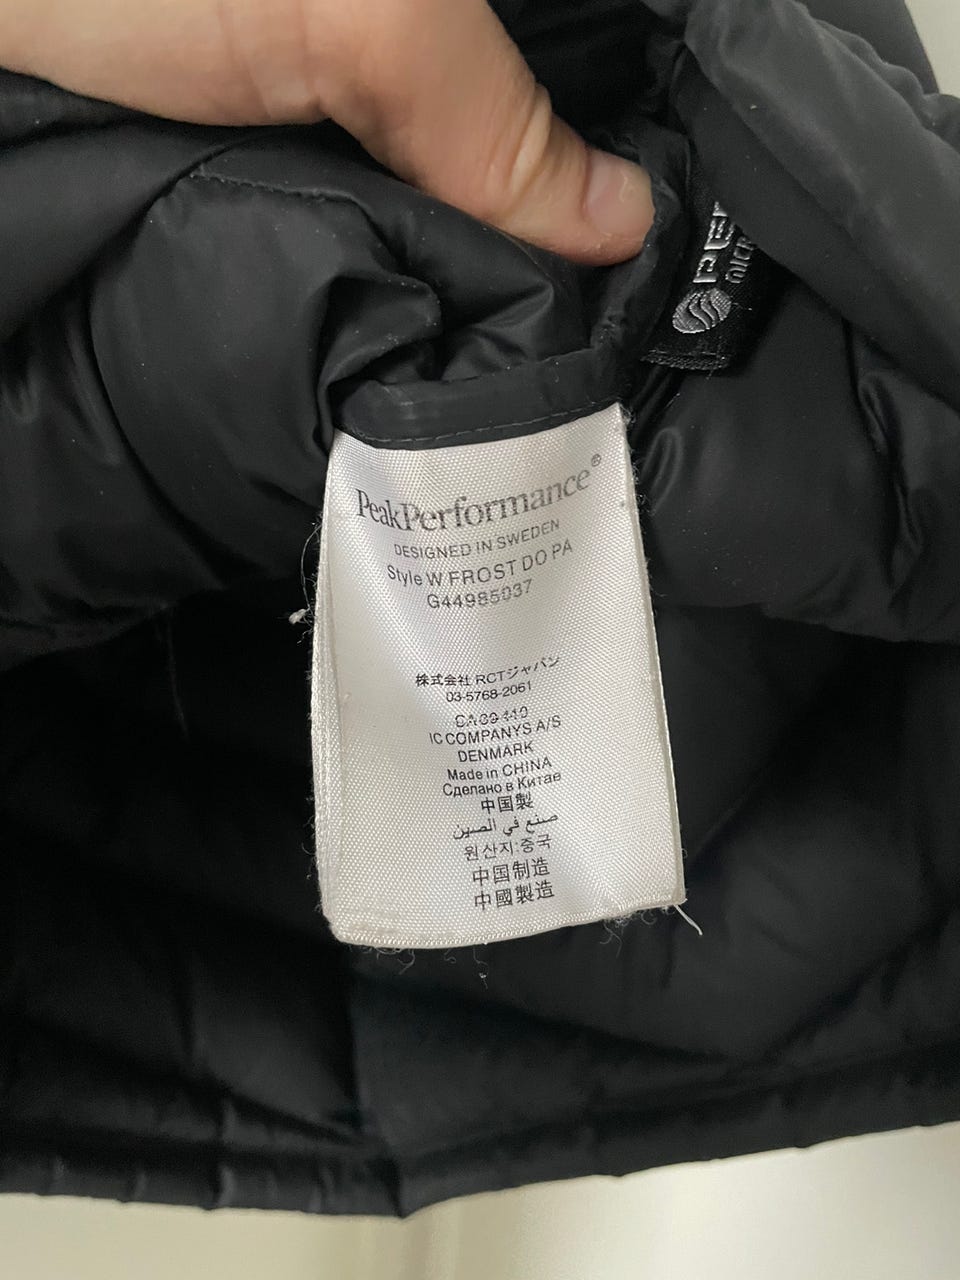 PeakPerformance®
DESIGNED IN SWEDEN
Style W FROST DO PA
G44985037
株式会社 RCTジャパン
03-5768-2061
IC COMPANYS A/S
DENMARK
Made in CHINA
Сделано в Китае
中国製
صنع في الصين
원산지:중국
中国制造
中國製造